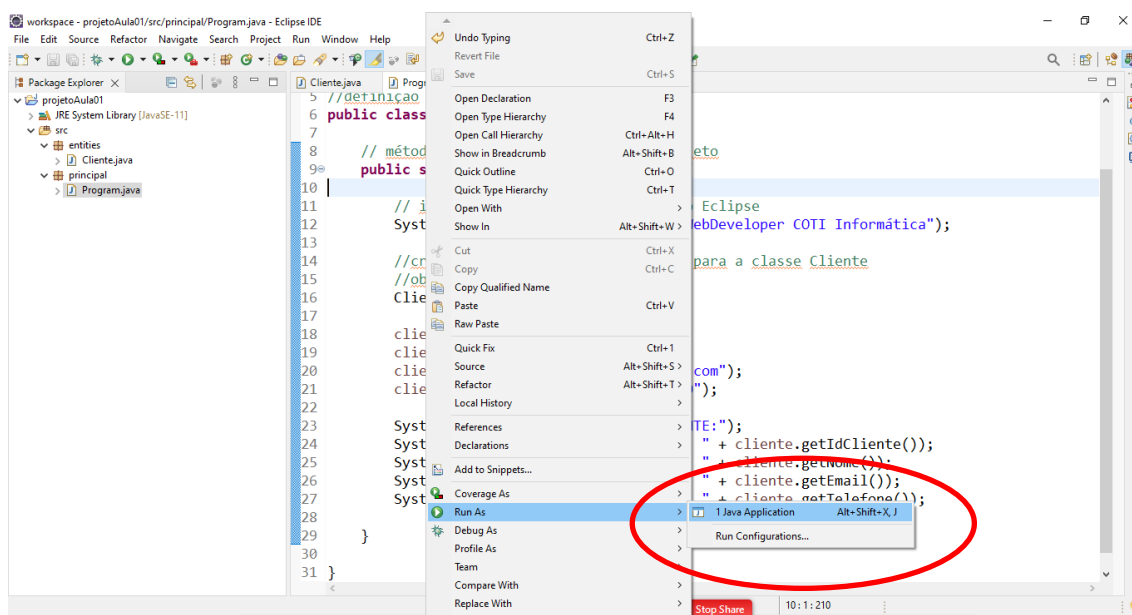 workspace - projetoAula01/src/principal/Program.java - Eclipse IDE
File Edit Source Refactor Navigate Search Project Run Window Help
Package Explorer
projetoAula01
JRE System Library [JavaSE-11]
src
entities
Cliente.java
principal
Program.java
Cliente.java
5 //definição
6 public class
7
8 // métod eto
9 public s
10
11 // i Eclipse
12 Syst WebDeveloper COTI Informática");
13
14 //cr para a classe Cliente
15 //ob
16 Clie
17
18 clie
19 clie
20 clie com");
21 clie ");
22
23 Syst TE:");
24 Syst " + cliente.getIdCliente());
25 Syst " + cliente.getNome());
26 Syst " + cliente.getEmail());
27 Syst " + cliente.getTelefone());
28
29 }
30
31 }
Undo Typing Ctrl+Z
Revert File
Save Ctrl+S
Open Declaration F3
Open Type Hierarchy F4
Open Call Hierarchy Ctrl+Alt+H
Show in Breadcrumb Alt+Shift+B
Quick Outline Ctrl+O
Quick Type Hierarchy Ctrl+T
Open With >
Show In Alt+Shift+W >
Cut Ctrl+X
Copy Ctrl+C
Copy Qualified Name
Paste Ctrl+V
Raw Paste
Quick Fix Ctrl+1
Source Alt+Shift+S >
Refactor Alt+Shift+T >
Local History >
References >
Declarations >
Add to Snippets...
Coverage As >
Run As >
Debug As >
Profile As >
Team >
Compare With >
Replace With >
1 Java Application Alt+Shift+X, J
Run Configurations...
Stop Share
10 : 1 : 210